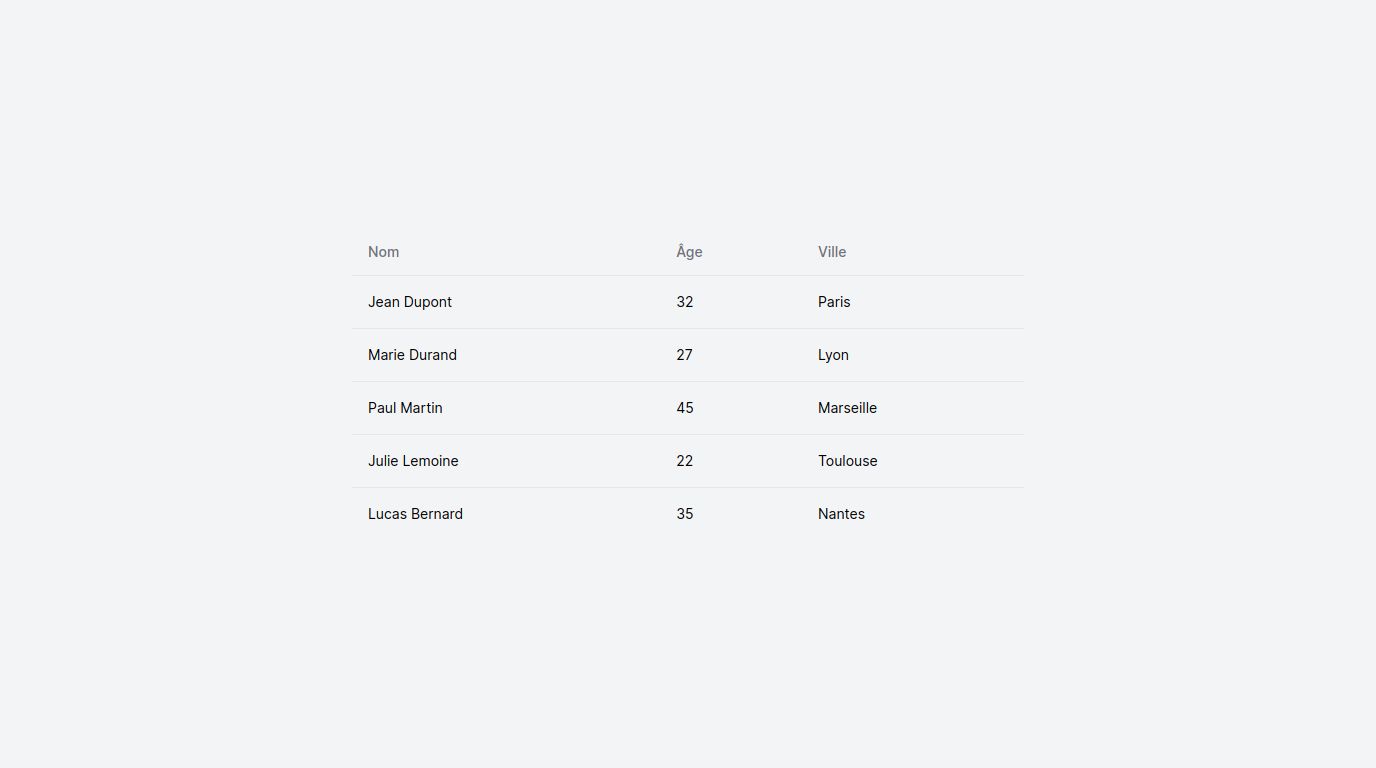 Nom Âge Ville
Jean Dupont 32 Paris
Marie Durand 27 Lyon
Paul Martin 45 Marseille
Julie Lemoine 22 Toulouse
Lucas Bernard 35 Nantes